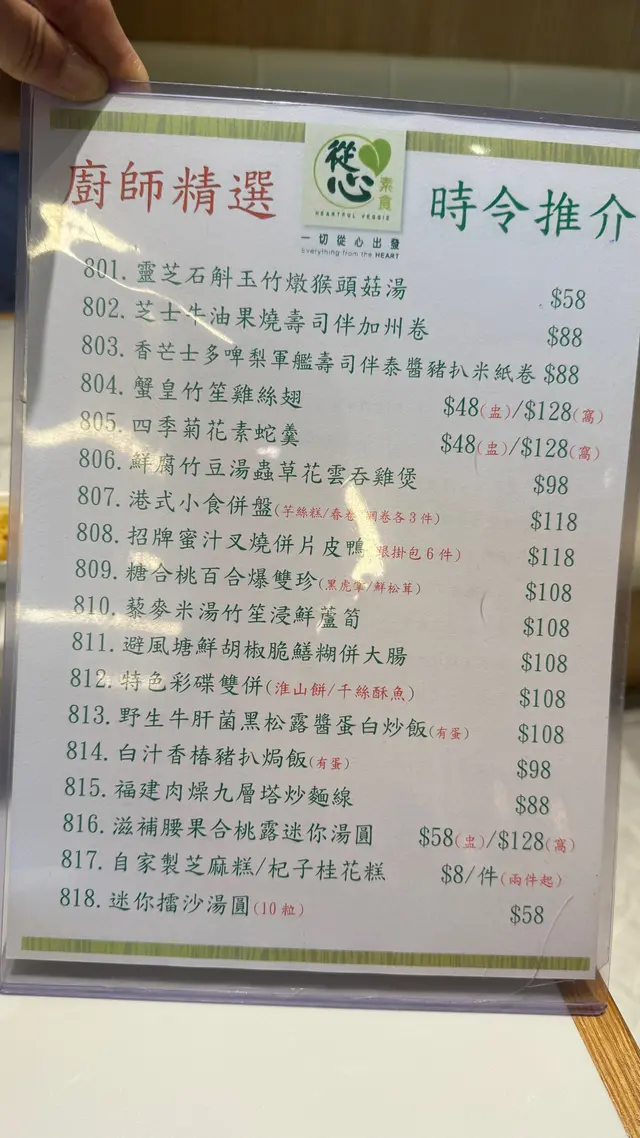 廚師精選
從心
素食
HEARTFUL VEGGIE
一切從心出發
Everything from the HEART
時令推介
801. 靈芝石斛玉竹燉猴頭菇湯 $58
802. 芝士牛油果燒壽司伴加州卷 $88
803. 香芒士多啤梨軍艦壽司伴泰醬豬扒米紙卷 $88
804. 蟹皇竹笙雞絲翅 $48(盅)/$128(窩)
805. 四季菊花素蛇羹 $48(盅)/$128(窩)
806. 鮮腐竹豆湯蟲草花雲吞雞煲 $98
807. 港式小食併盤(芋絲糕/春卷 卷各3件) $118
808. 招牌蜜汁叉燒併片皮鴨 掛包6件) $118
809. 糖合桃百合爆雙珍(黑虎 /鮮松茸) $108
810. 藜麥米湯竹笙浸鮮蘆筍 $108
811. 避風塘鮮胡椒脆鱔糊併大腸 $108
812. 特色彩碟雙併(淮山餅/千絲酥魚) $108
813. 野生牛肝菌黑松露醬蛋白炒飯(有蛋) $108
814. 白汁香椿豬扒焗飯(有蛋) $98
815. 福建肉燥九層塔炒麵線 $88
816. 滋補腰果合桃露迷你湯圓 $58(盅)/$128(窩)
817. 自家製芝麻糕/杞子桂花糕 $8/件(兩件起)
818. 迷你擂沙湯圓(10粒) $58